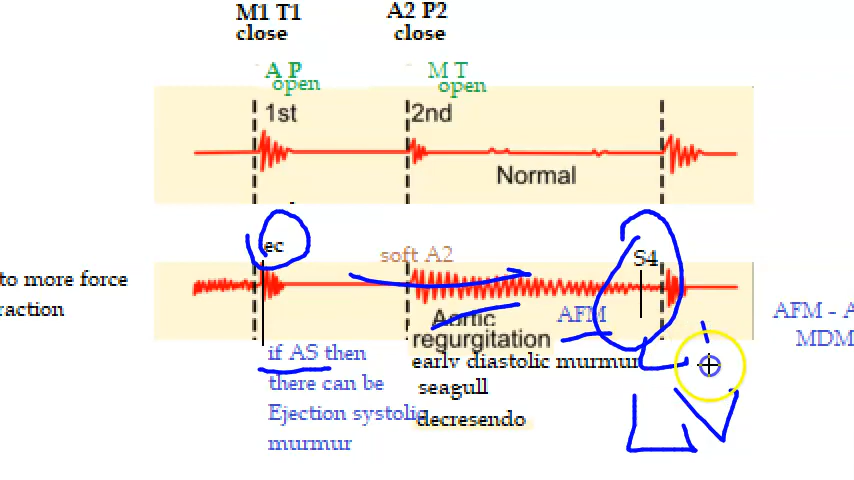 M1 T1
close
A2 P2
close
A P
open
M T
open
1st
2nd
Normal
ec
soft A2
S4
to more force
raction
Aortic
regurgitation
AFM
AFM - A
MDM
if AS then
there can be
Ejection systolic
murmur
early diastolic murmur
seagull
decresendo